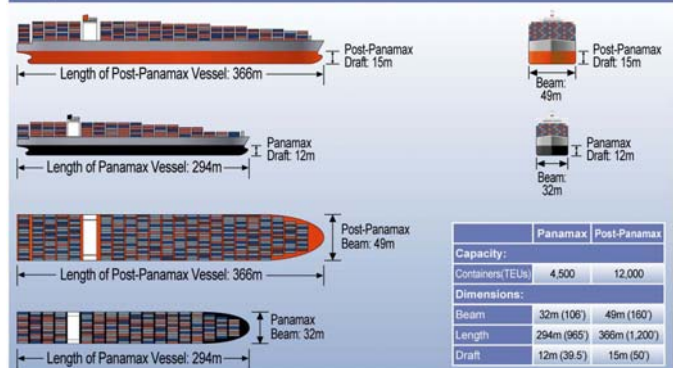 Post-Panamax
Draft: 15m
Length of Post-Panamax Vessel: 366m
Post-Panamax
Draft: 15m
Beam:
49m
Panamax
Draft: 12m
Length of Panamax Vessel: 294m
Panamax
Draft: 12m
Beam:
32m
Post-Panamax
Beam: 49m
Length of Post-Panamax Vessel: 366m
Panamax
Beam: 32m
Length of Panamax Vessel: 294m
Panamax Post-Panamax
Capacity:
Containers(TEUs) 4,500 12,000
Dimensions:
Beam 32m (106') 49m (160')
Length 294m (965') 366m (1,200')
Draft 12m (39.5') 15m (50')